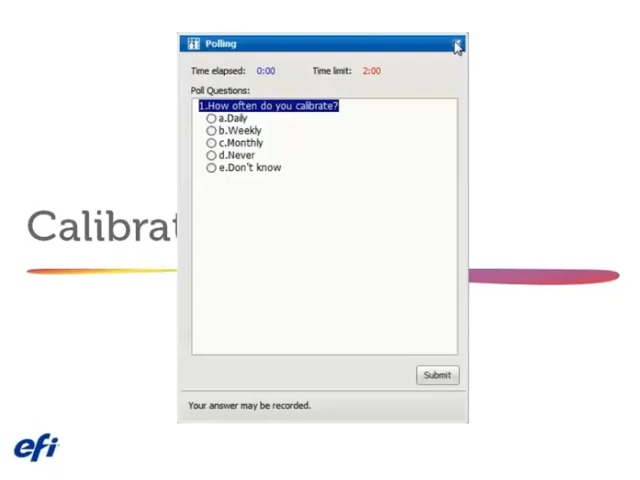 Polling
Time elapsed: 0:00 Time limit: 2:00
Poll Questions:
1.How often do you calibrate?
a.Daily
b.Weekly
c.Monthly
d.Never
e.Don't know
Calibrat
Submit
Your answer may be recorded.
efi